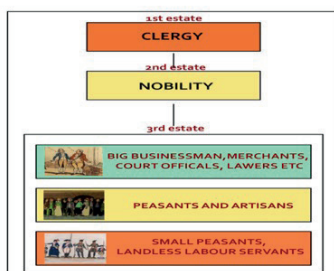 1st estate
CLERGY
2nd estate
NOBILITY
3rd estate
BIG BUSINESSMAN,MERCHANTS,
COURT OFFICALS, LAWERS ETC
PEASANTS AND ARTISANS
SMALL PEASANTS,
LANDLESS LABOUR SERVANTS